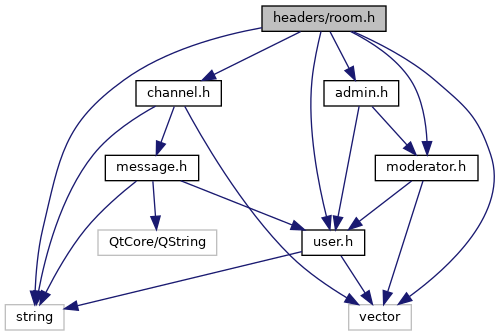 headers/room.h
channel.h
admin.h
message.h
moderator.h
QtCore/QString
user.h
string
vector